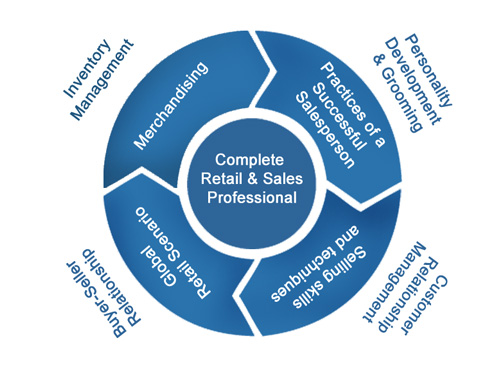 Inventory
Management
Merchandising
Personality
Development
& Grooming
Practices of a
Successful
Salesperson
Complete
Retail & Sales
Professional
Global
Retail Scenario
Selling skills
and techniques
Buyer-Seller
Relationship
Customer
Relationship
Management